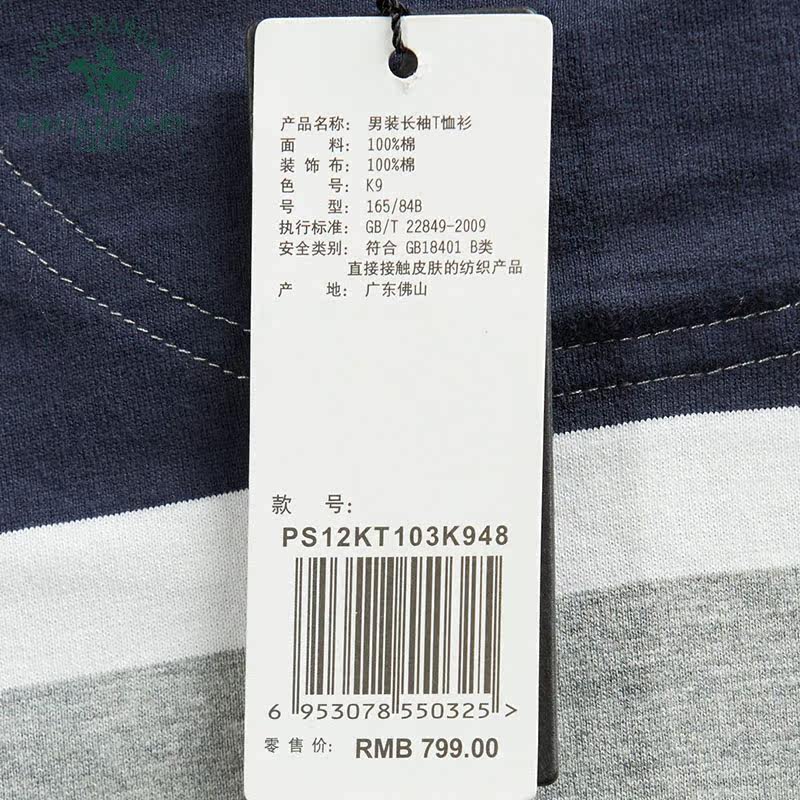 SANTA BARBARA
产品名称: 男装长袖T恤衫
面 料: 100%棉
装 饰 布: 100%棉
色 号: K9
号 型: 165/84B
执行标准: GB/T 22849-2009
安全类别: 符合 GB18401 B类
直接接触皮肤的纺织产品
产 地: 广东佛山
款 号:
PS12KT103K948
6 953078 550325 >
零 售 价: RMB 799.00